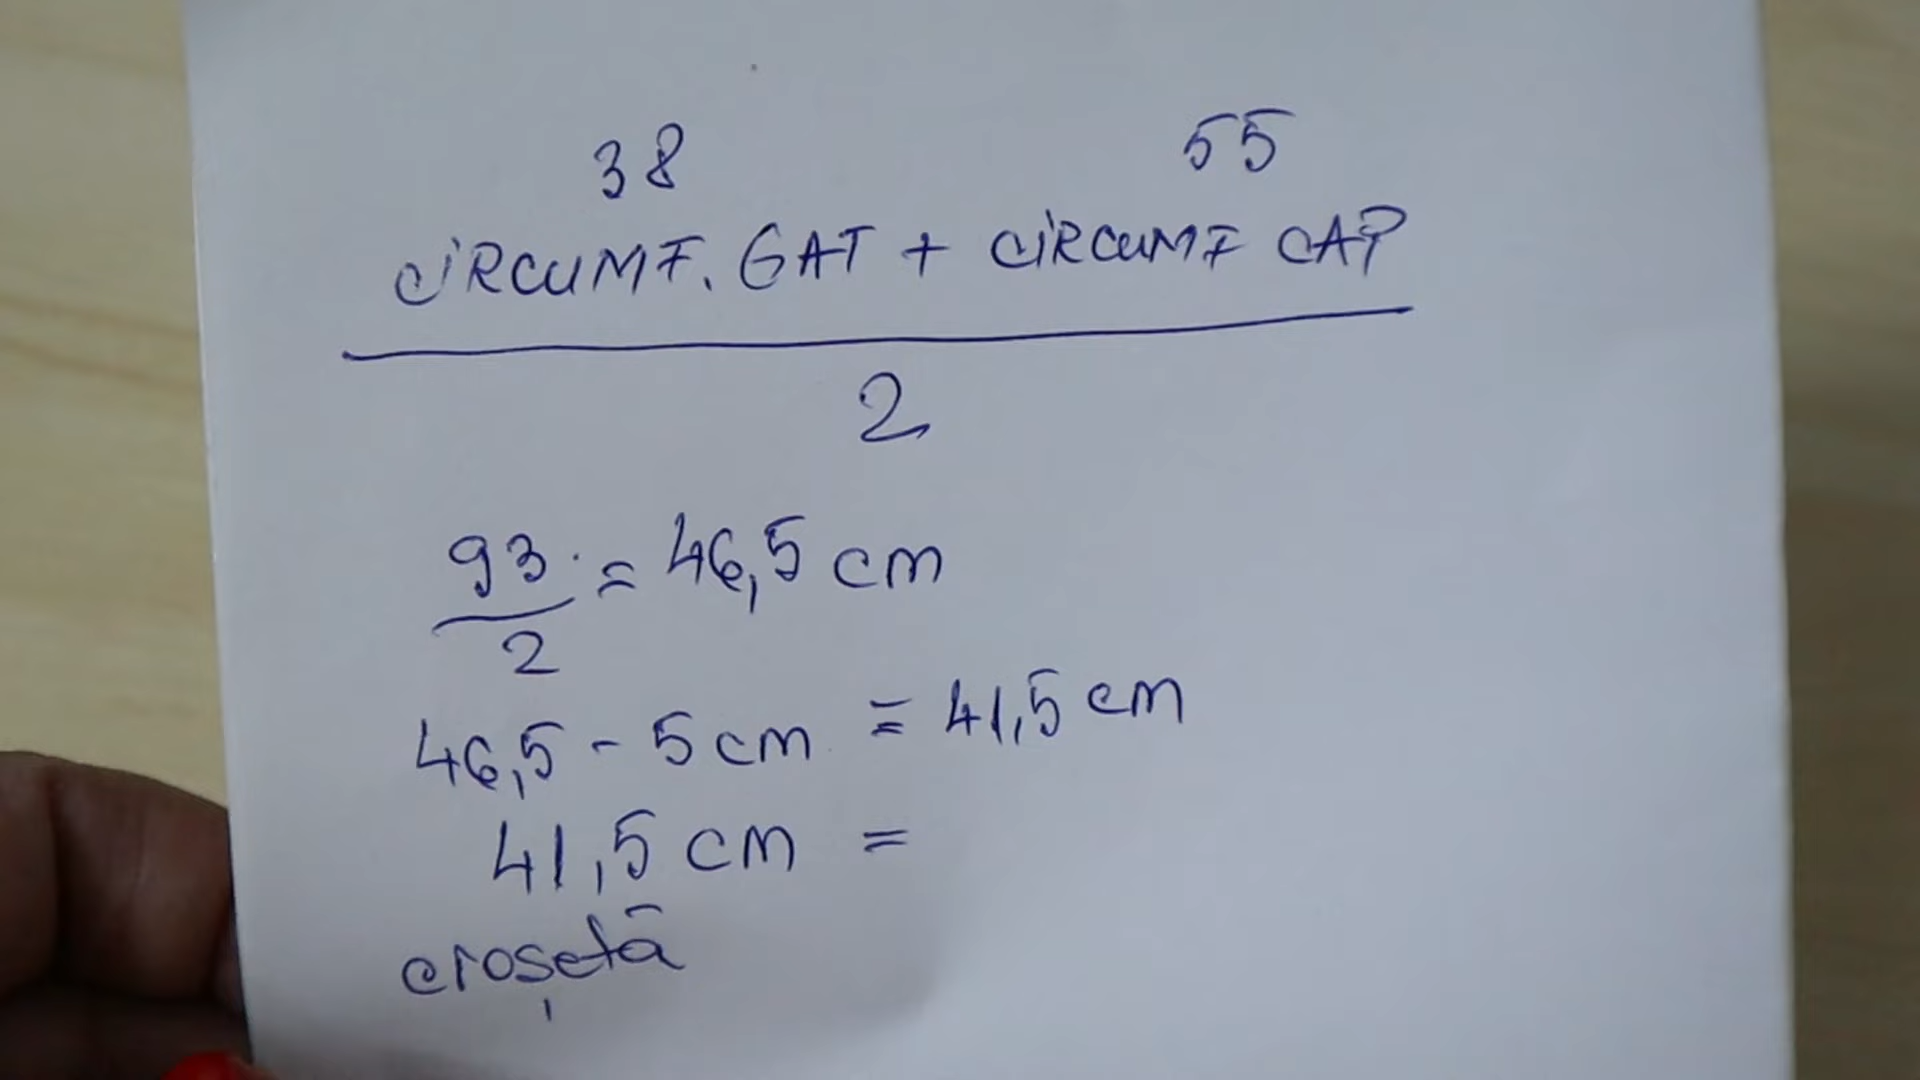 38 55
CIRCUMF. GAT + CIRCUMF CAP
2
93 = 46,5 cm
2
46,5 - 5 cm = 41,5 cm
41,5 cm =
croșetă